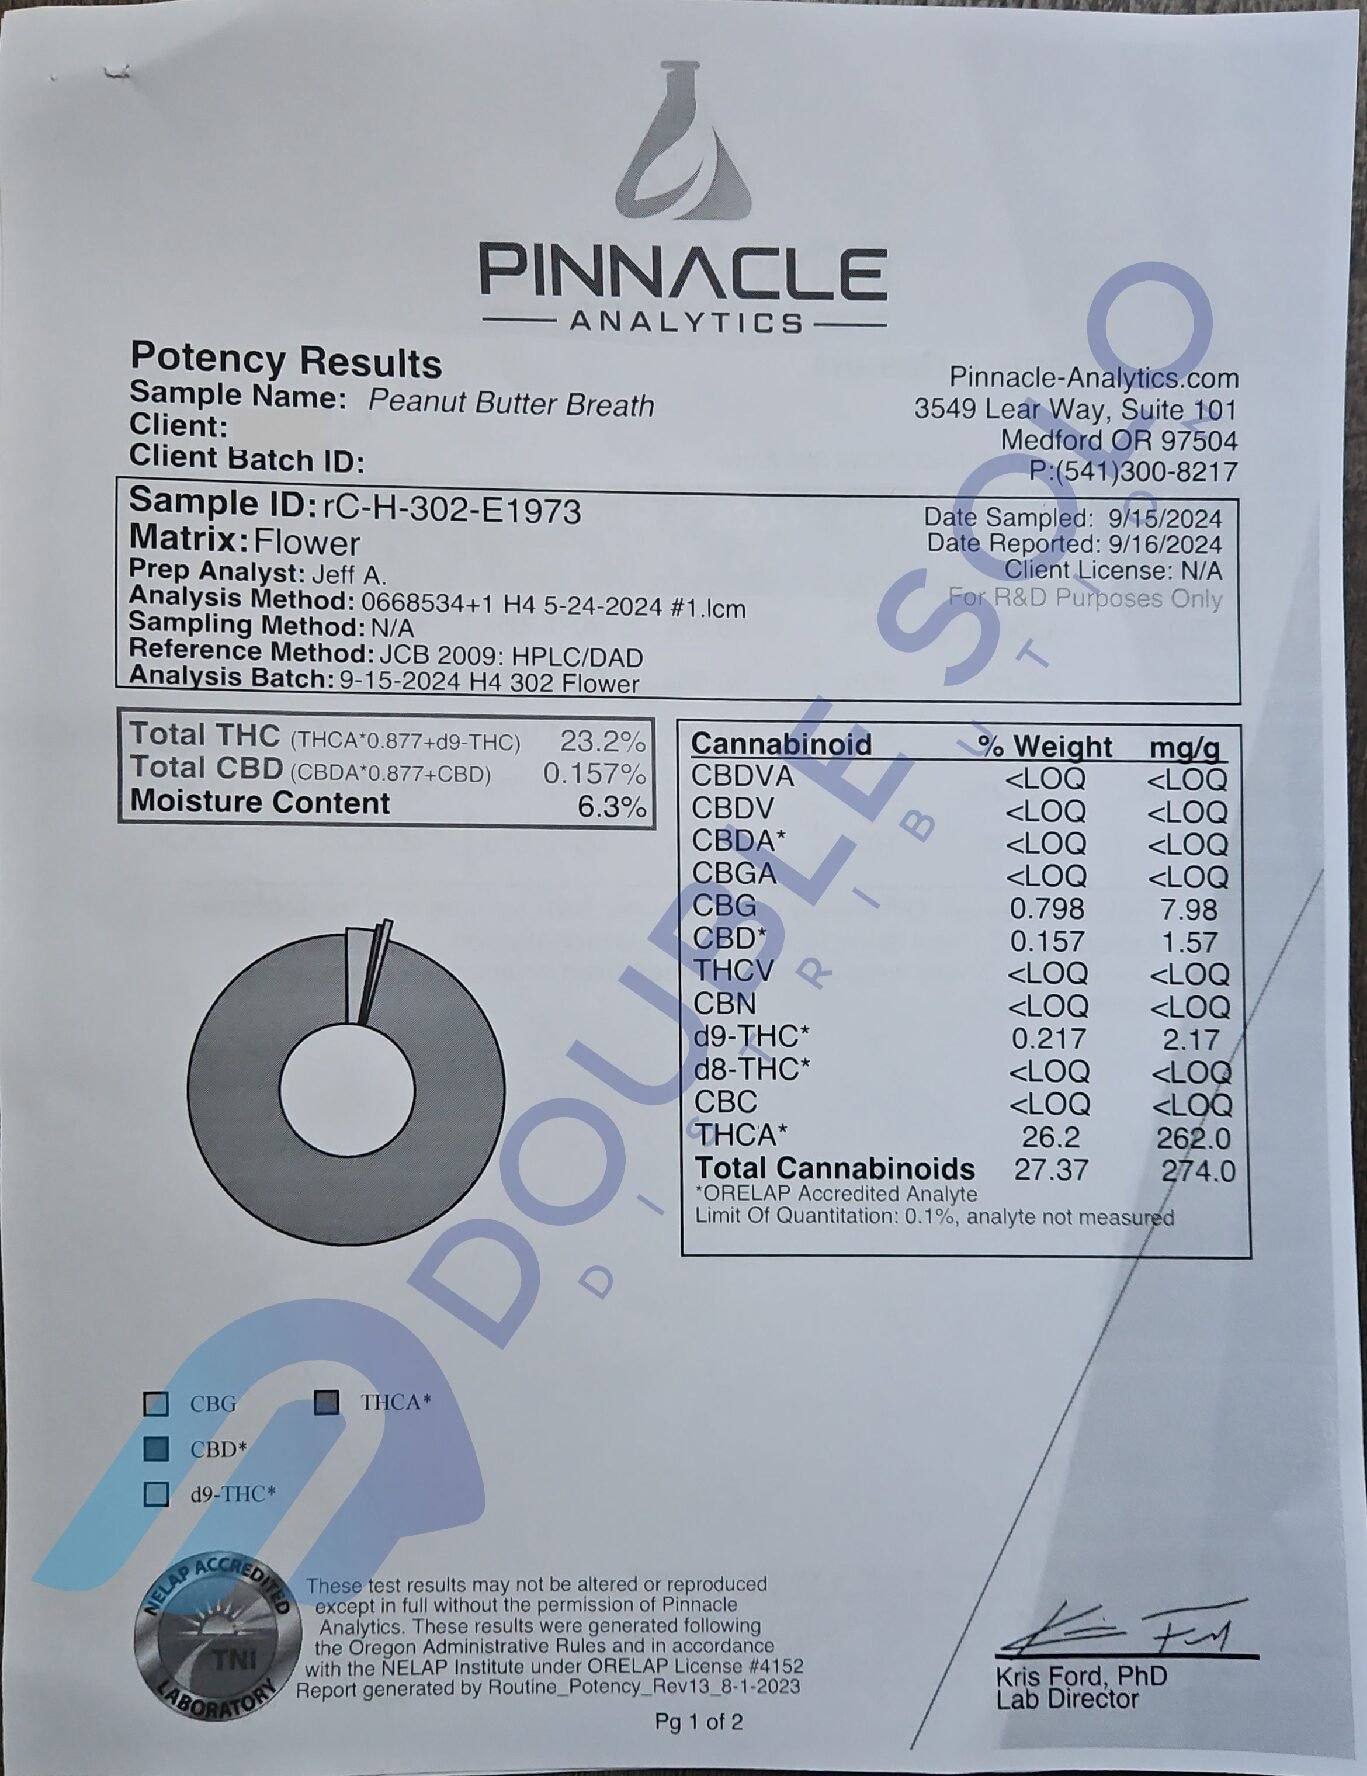 PINNACLE
ANALYTICS
Potency Results
Sample Name: Peanut Butter Breath
Client:
Client Batch ID:
Pinnacle-Analytics.com
3549 Lear Way, Suite 101
Medford OR 97504
P:(541)300-8217
Sample ID: rC-H-302-E1973
Matrix: Flower
Prep Analyst: Jeff A.
Analysis Method: 0668534+1 H4 5-24-2024 #1.lcm
Sampling Method: N/A
Reference Method: JCB 2009: HPLC/DAD
Analysis Batch: 9-15-2024 H4 302 Flower
Date Sampled: 9/15/2024
Date Reported: 9/16/2024
Client License: N/A
For R&D Purposes Only
Total THC (THCA*0.877+d9-THC) 23.2%
Total CBD (CBDA*0.877+CBD) 0.157%
Moisture Content 6.3%
Cannabinoid % Weight mg/g
CBDVA <LOQ <LOQ
CBDV <LOQ <LOQ
CBDA* <LOQ <LOQ
CBGA <LOQ <LOQ
CBG 0.798 7.98
CBD* 0.157 1.57
THCV <LOQ <LOQ
CBN <LOQ <LOQ
d9-THC* 0.217 2.17
d8-THC* <LOQ <LOQ
CBC <LOQ <LOQ
THCA* 26.2 262.0
Total Cannabinoids 27.37 274.0
*ORELAP Accredited Analyte
Limit Of Quantitation: 0.1%, analyte not measured
DOUBLE SOLO
DISTRIBUTION
CBG THCA*
CBD*
d9-THC*
NELAP ACCREDITED
TNI
LABORATORY
These test results may not be altered or reproduced
except in full without the permission of Pinnacle
Analytics. These results were generated following
the Oregon Administrative Rules and in accordance
with the NELAP Institute under ORELAP License #4152
Report generated by Routine_Potency_Rev13_8-1-2023
Kris Ford, PhD
Lab Director
Pg 1 of 2